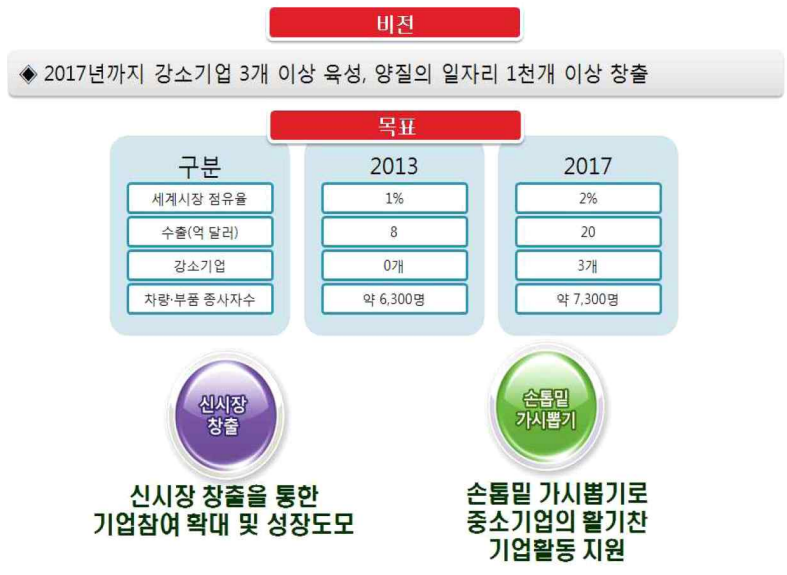 비전
◈ 2017년까지 강소기업 3개 이상 육성, 양질의 일자리 1천개 이상 창출
목표
구분 2013 2017
세계시장 점유율 1% 2%
수출(억 달러) 8 20
강소기업 0개 3개
차량·부품 종사자수 약 6,300명 약 7,300명
신시장
창출
손톱밑
가시뽑기
신시장 창출을 통한
기업참여 확대 및 성장도모
손톱밑 가시뽑기로
중소기업의 활기찬
기업활동 지원